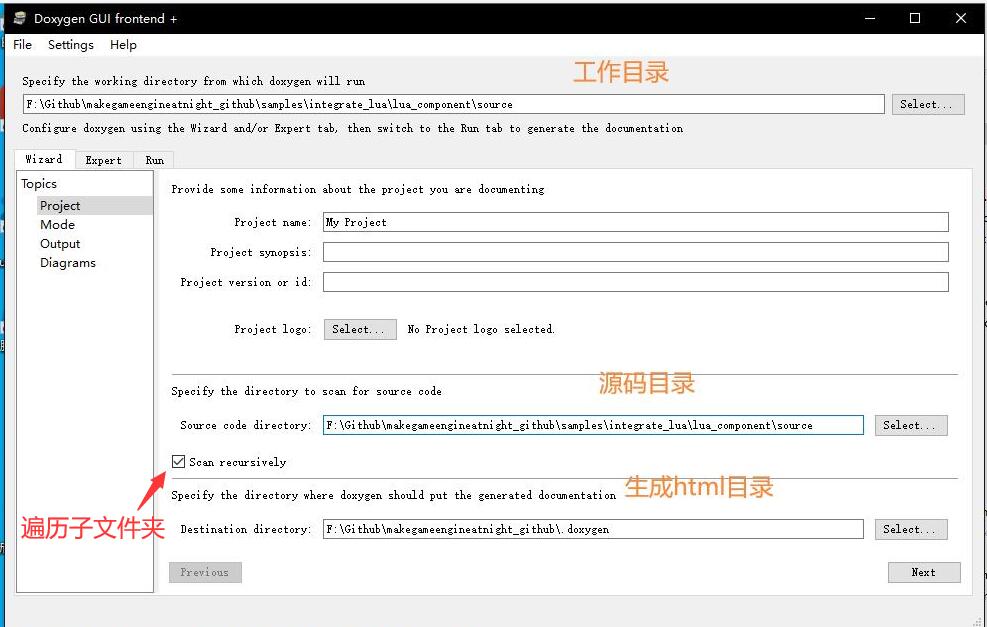 Doxygen GUI frontend +
File Settings Help
工作目录
Specify the working directory from which doxygen will run
F:\Github\makegameengineatnight_github\samples\integrate_lua\lua_component\source
Select...
Configure doxygen using the Wizard and/or Expert tab, then switch to the Run tab to generate the documentation
Wizard Expert Run
Topics
Project
Mode
Output
Diagrams
Provide some information about the project you are documenting
Project name: My Project
Project synopsis:
Project version or id:
Project logo: Select... No Project logo selected.
源码目录
Specify the directory to scan for source code
Source code directory: F:\Github\makegameengineatnight_github\samples\integrate_lua\lua_component\source Select...
Scan recursively
生成html目录
Specify the directory where doxygen should put the generated documentation
遍历子文件夹
Destination directory: F:\Github\makegameengineatnight_github\.doxygen Select...
Previous Next